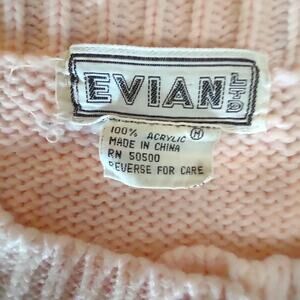 EVIAN LTD
100% ACRYLIC M
MADE IN CHINA
RN 50500
REVERSE FOR CARE